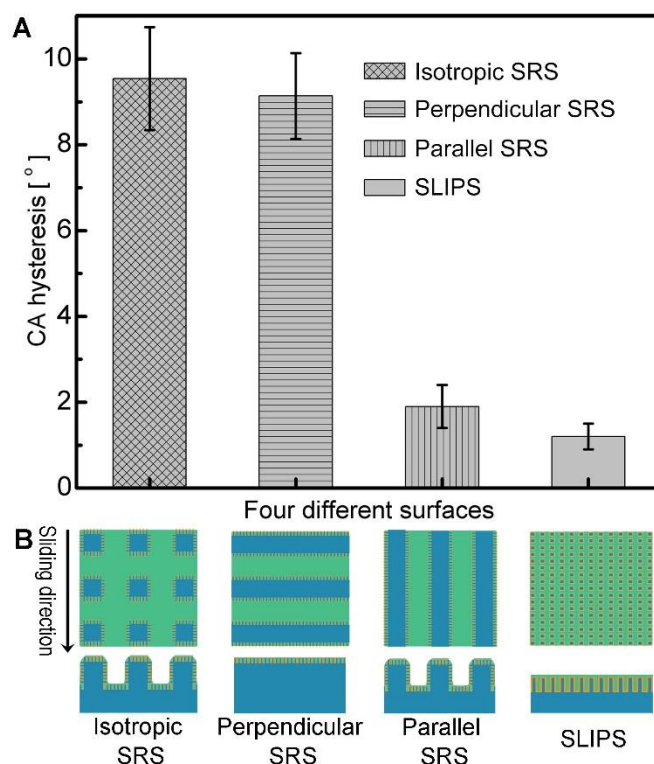 A
10
8
6
4
2
0
CA hysteresis [ ° ]
Isotropic SRS
Perpendicular SRS
Parallel SRS
SLIPS
Four different surfaces
B
Sliding direction
Isotropic
SRS
Perpendicular
SRS
Parallel
SRS
SLIPS